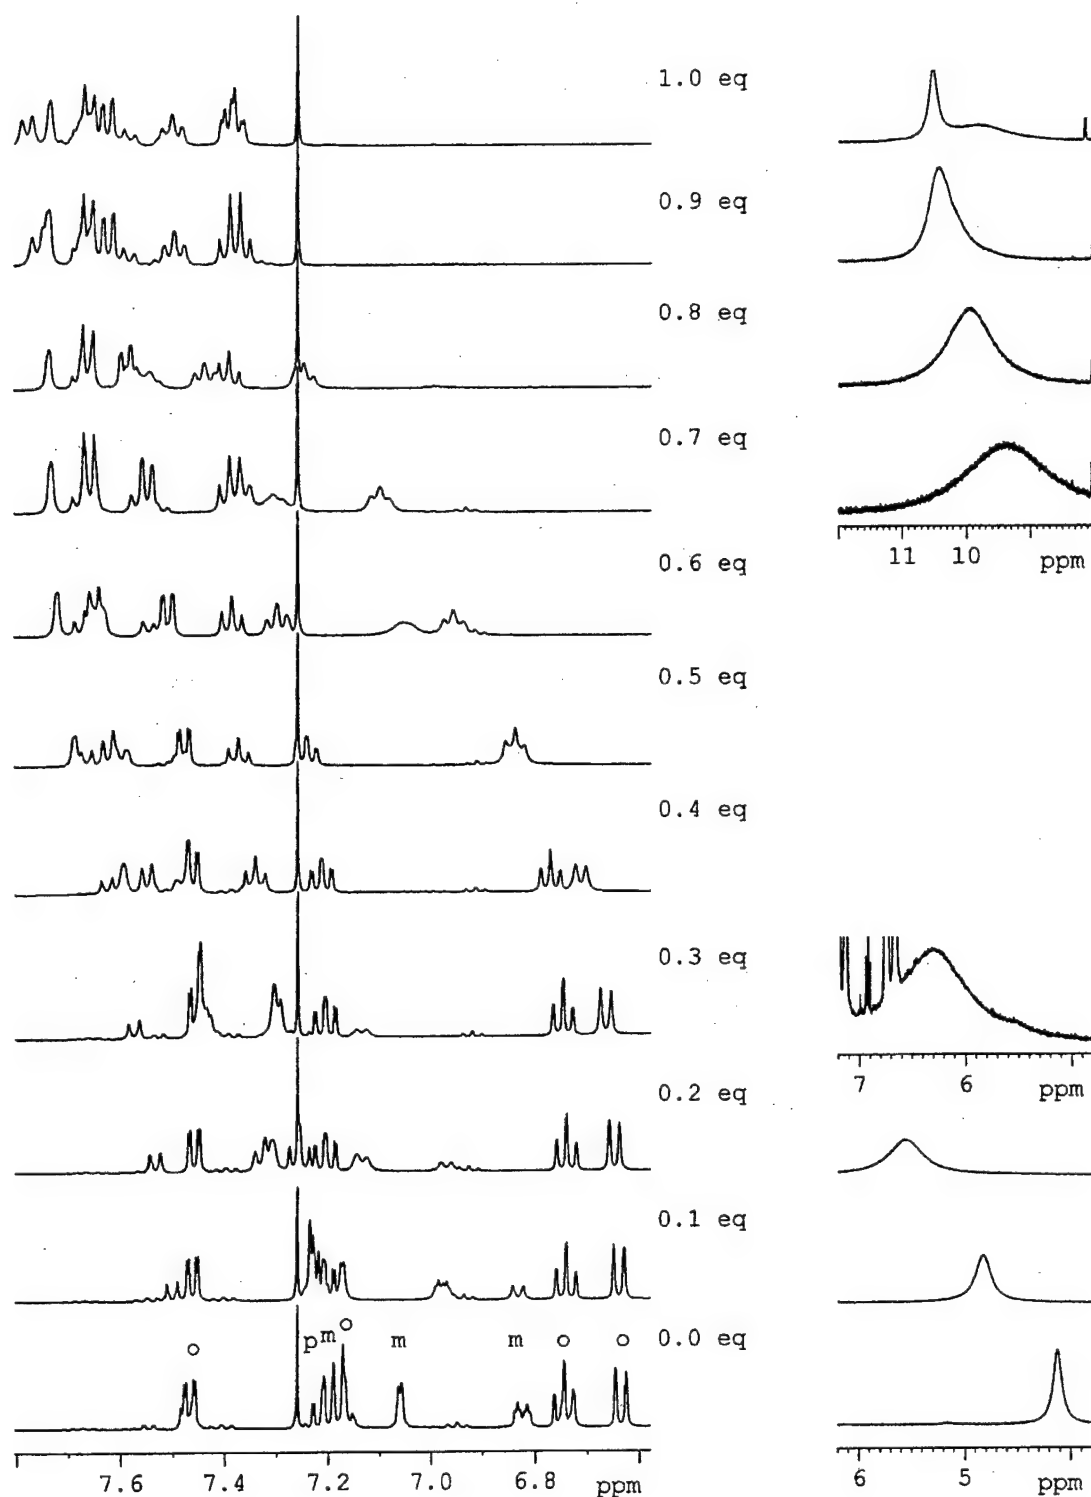 1.0 eq
0.9 eq
0.8 eq
0.7 eq
11 10 ppm
0.6 eq
0.5 eq
0.4 eq
0.3 eq
7 6 ppm
0.2 eq
0.1 eq
0.0 eq
o p m o m m o o
7.6 7.4 7.2 7.0 6.8 ppm
6 5 ppm